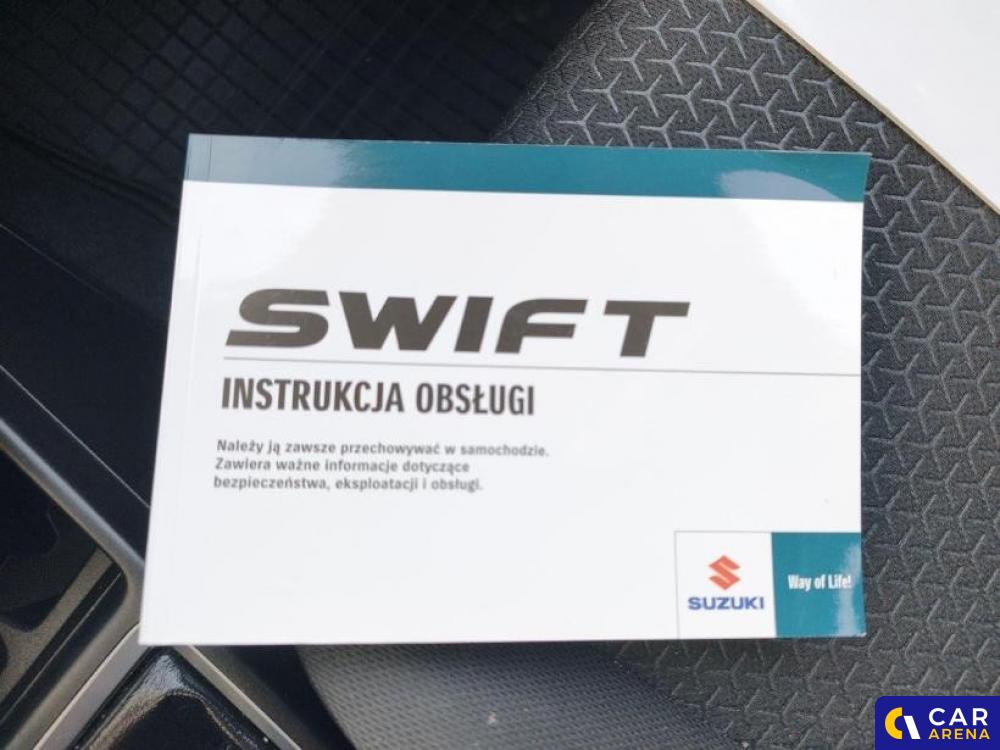 SWIFT
INSTRUKCJA OBSŁUGI
Należy ją zawsze przechowywać w samochodzie.
Zawiera ważne informacje dotyczące
bezpieczeństwa, eksploatacji i obsługi.
SUZUKI
Way of Life!
CAR
ARENA